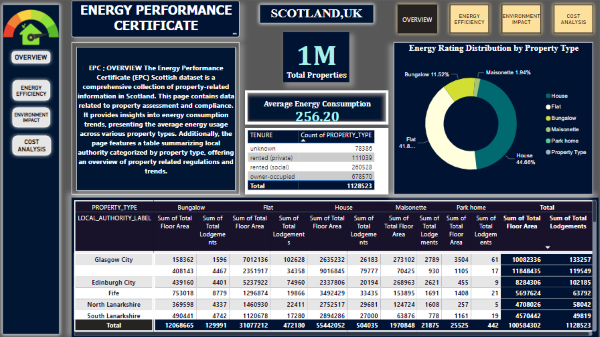 ENERGY PERFORMANCE
CERTIFICATE
SCOTLAND,UK
OVERVIEW
ENERGY
EFFICIENCY
ENVIRONMENT
IMPACT
COST
ANALYSIS
OVERVIEW
ENERGY
EFFICIENCY
ENVIRONMENT
IMPACT
COST
ANALYSIS
EPC ; OVERVIEW The Energy Performance
Certificate (EPC) Scottish dataset is a
comprehensive collection of property-related
information in Scotland. This page contains data
related to property assessment and compliance.
It provides insights into energy consumption
trends, presenting the average energy usage
across various property types. Additionally, the
page features a table summarizing local
authority categorized by property type, offering
an overview of property related regulations and
trends.
1M
Total Properties
Average Energy Consumption
256.20
TENURE Count of PROPERTY_TYPE
unknown 78386
rented (private) 111039
rented (social) 260528
owner-occupied 678570
Total 1128523
Energy Rating Distribution by Property Type
Bungalow 11.52%
Maisonette 1.94%
Flat
41.8...
House
44.66%
House
Flat
Bungalow
Maisonette
Park home
Property Type
PROPERTY_TYPE Bungalow Flat House Maisonette Park home Total
LOCAL_AUTHORITY_LABEL Sum of Total Floor Area Sum of Total Lodgements Sum of Total Floor Area Sum of Total Lodgements Sum of Total Floor Area Sum of Total Lodgements Sum of Total Floor Area Sum of Total Lodgements Sum of Total Floor Area Sum of Total Lodgements Sum of Total Floor Area Sum of Total Lodgements
Glasgow City 158362 1596 7012136 102628 2635232 26183 273102 2789 3504 61 10082336 133257
408143 4467 2351917 34358 9016845 79777 70425 930 1105 17 11848435 119549
Edinburgh City 439160 4401 5237922 74960 2337806 20194 268963 2621 455 9 8284306 102185
Fife 753018 8779 1296874 19866 3492429 33435 153895 1691 1408 21 5697624 63792
North Lanarkshire 369598 4337 1460930 22411 2752517 29681 124724 1608 257 5 4708026 58042
South Lanarkshire 490441 4742 1120678 17280 2894286 27000 63876 778 1161 19 4570442 49819
Total 12068665 129991 31077212 472180 55442052 504035 1970848 21875 25525 442 100584302 1128523